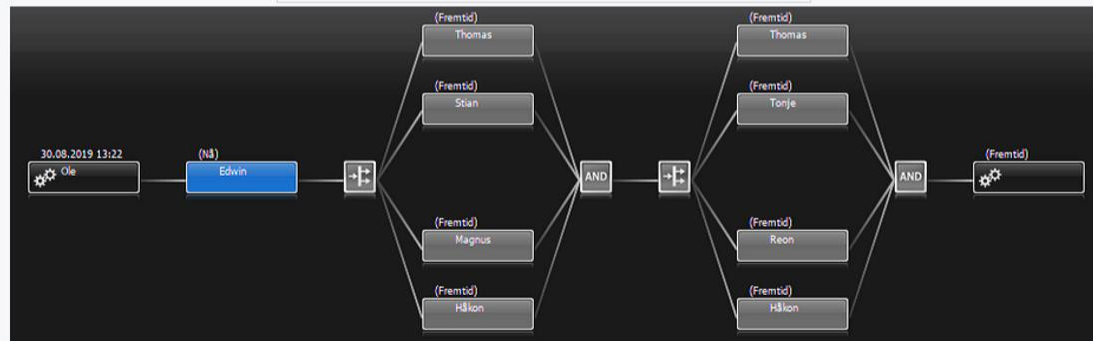 30.08.2019 13:22
Ole
(Nå)
Edwin
(Fremtid)
Thomas
(Fremtid)
Stian
(Fremtid)
Magnus
(Fremtid)
Håkon
AND
(Fremtid)
Thomas
(Fremtid)
Tonje
(Fremtid)
Reon
(Fremtid)
Håkon
AND
(Fremtid)